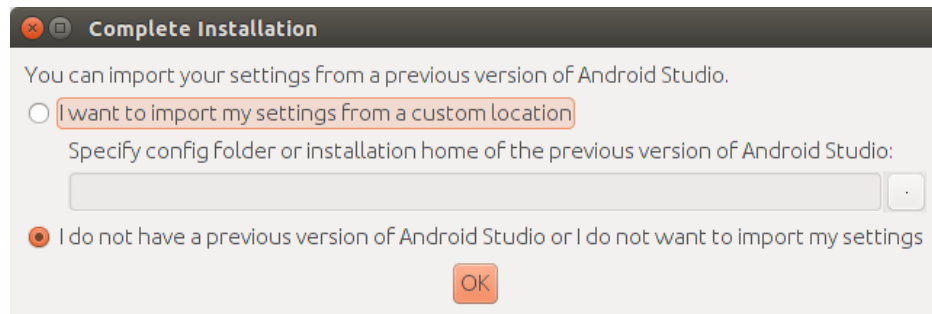 Complete Installation
You can import your settings from a previous version of Android Studio.
I want to import my settings from a custom location
Specify config folder or installation home of the previous version of Android Studio:
.
I do not have a previous version of Android Studio or I do not want to import my settings
OK